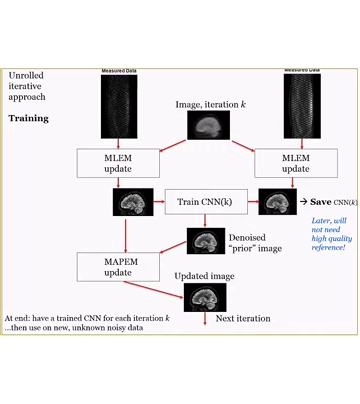 Unrolled
iterative
approach
Training
Measured Data
Measured Data
Image, iteration k
MLEM
update
MLEM
update
Train CNN(k)
→ Save CNN(k)
Later, will
not need
high quality
reference!
Denoised
"prior" image
MAPEM
update
Updated image
Next iteration
At end: have a trained CNN for each iteration k
...then use on new, unknown noisy data